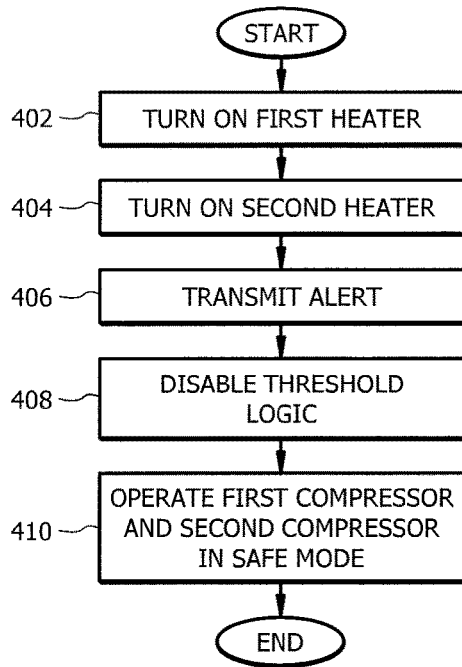 START
402 TURN ON FIRST HEATER
404 TURN ON SECOND HEATER
406 TRANSMIT ALERT
408 DISABLE THRESHOLD
LOGIC
410 OPERATE FIRST COMPRESSOR
AND SECOND COMPRESSOR
IN SAFE MODE
END